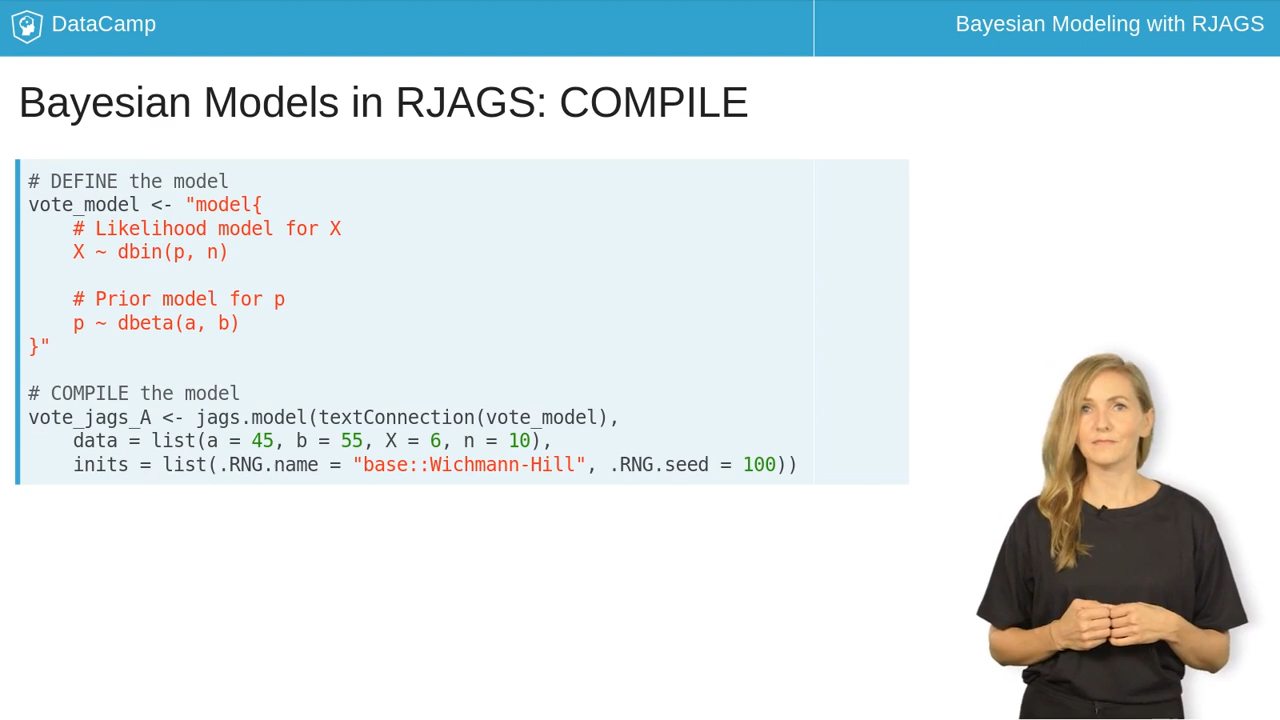 DataCamp
Bayesian Modeling with RJAGS
Bayesian Models in RJAGS: COMPILE
# DEFINE the model
vote_model <- "model{
    # Likelihood model for X
    X ~ dbin(p, n)

    # Prior model for p
    p ~ dbeta(a, b)
}"

# COMPILE the model
vote_jags_A <- jags.model(textConnection(vote_model),
    data = list(a = 45, b = 55, X = 6, n = 10),
    inits = list(.RNG.name = "base::Wichmann-Hill", .RNG.seed = 100))